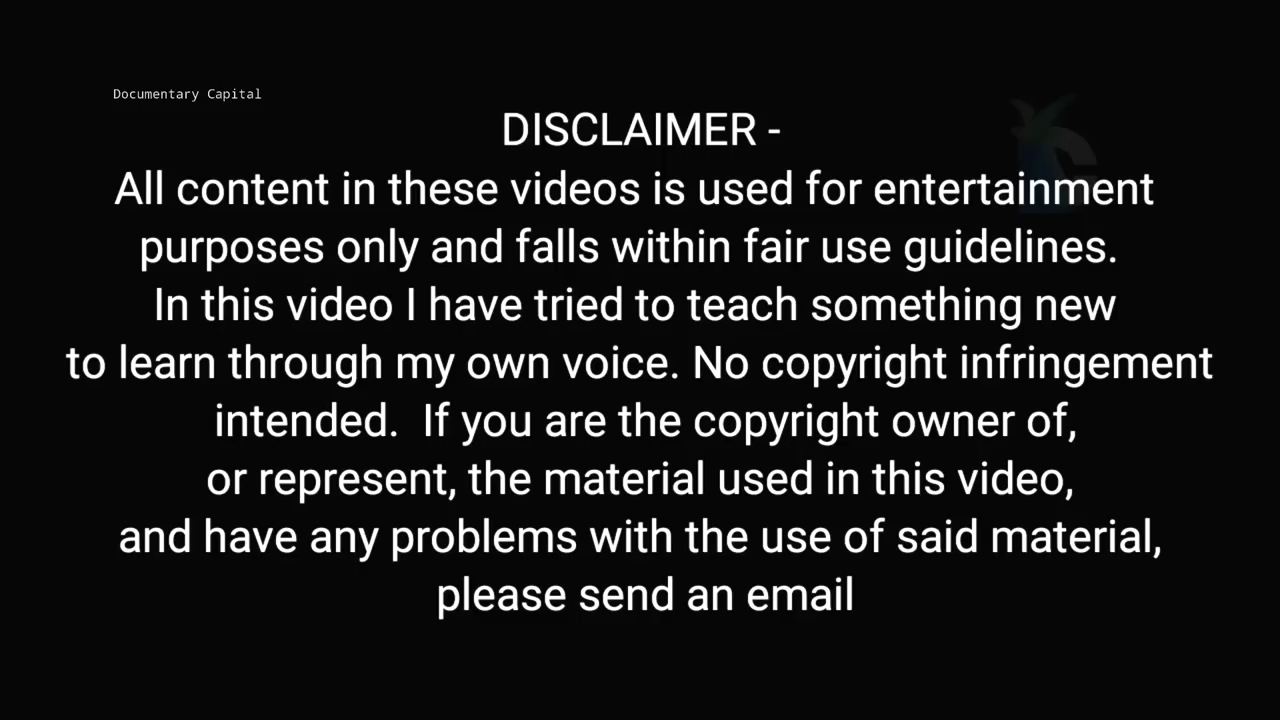 Documentary Capital
DISCLAIMER -
All content in these videos is used for entertainment
purposes only and falls within fair use guidelines.
In this video I have tried to teach something new
to learn through my own voice. No copyright infringement
intended.  If you are the copyright owner of,
or represent, the material used in this video,
and have any problems with the use of said material,
please send an email